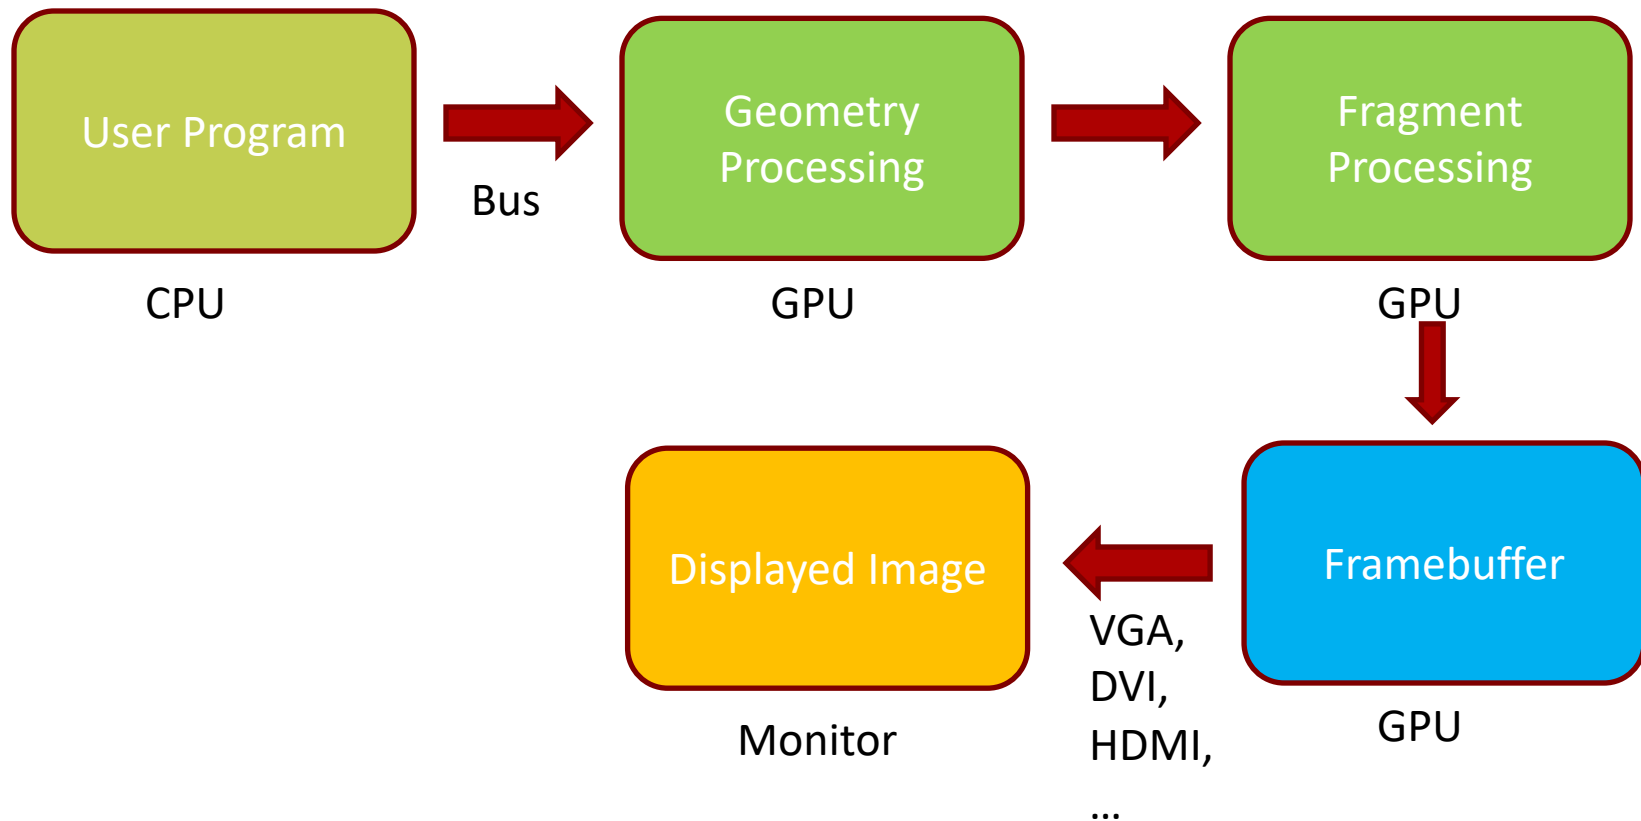 User Program
Bus
CPU
Geometry
Processing
GPU
Fragment
Processing
GPU
Framebuffer
GPU
VGA,
DVI,
HDMI,
…
Displayed Image
Monitor